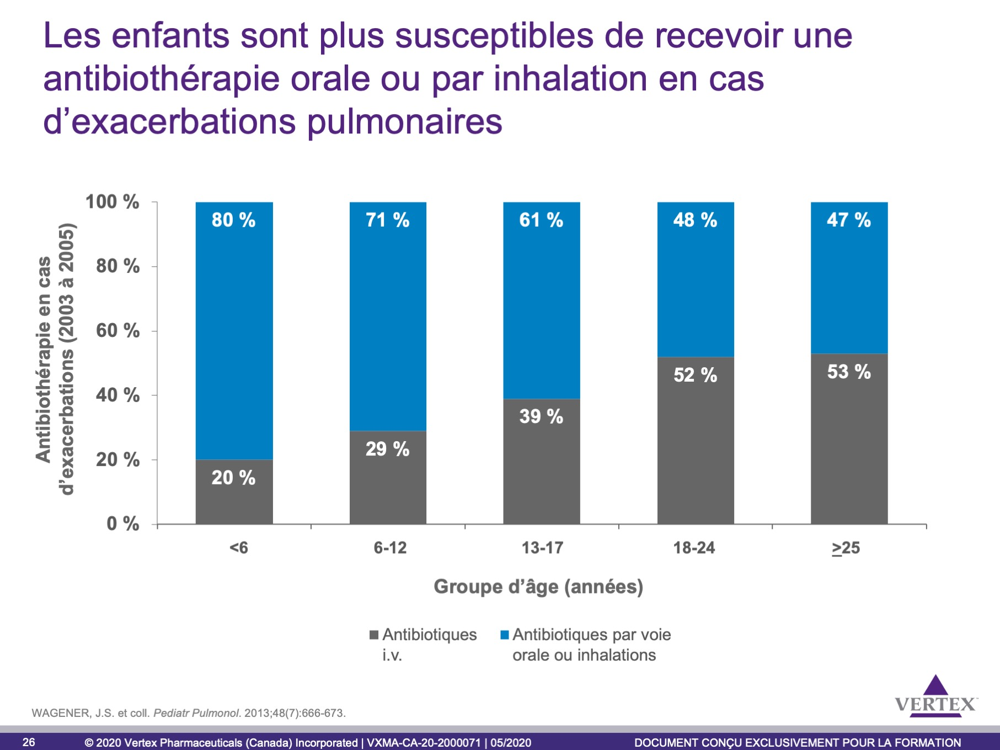 Les enfants sont plus susceptibles de recevoir une
antibiothérapie orale ou par inhalation en cas
d’exacerbations pulmonaires
Antibiothérapie en cas
d’exacerbations (2003 à 2005)
100 %
80 %
60 %
40 %
20 %
0 %
80 %
71 %
61 %
48 %
47 %
20 %
29 %
39 %
52 %
53 %
<6
6-12
13-17
18-24
≥25
Groupe d’âge (années)
Antibiotiques
i.v.
Antibiotiques par voie
orale ou inhalations
WAGENER, J.S. et coll. Pediatr Pulmonol. 2013;48(7):666-673.
VERTEX™
26
© 2020 Vertex Pharmaceuticals (Canada) Incorporated | VXMA-CA-20-2000071 | 05/2020
DOCUMENT CONÇU EXCLUSIVEMENT POUR LA FORMATION